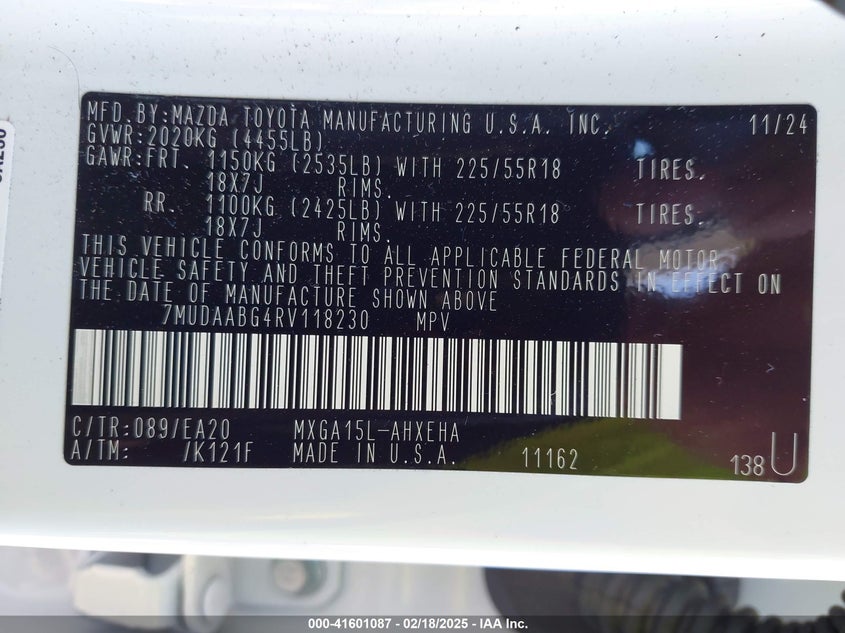 MFD. BY:MAZDA TOYOTA MANUFACTURING U.S.A. INC. 11/24
GVWR:2020KG (4455LB)
GAWR:FRT. 1150KG (2535LB) WITH 225/55R18 TIRES.
18X7J RIMS.
RR. 1100KG (2425LB) WITH 225/55R18 TIRES.
18X7J RIMS.
THIS VEHICLE CONFORMS TO ALL APPLICABLE FEDERAL MOTOR
VEHICLE SAFETY AND THEFT PREVENTION STANDARDS IN EFFECT ON
THE DATE OF MANUFACTURE SHOWN ABOVE
7MUDAABG4RV118230 MPV
C/TR:089/EA20 MXGA15L-AHXEHA
A/TM: /K121F MADE IN U.S.A. 11162 138U
000-41601087 - 02/18/2025 - IAA Inc.